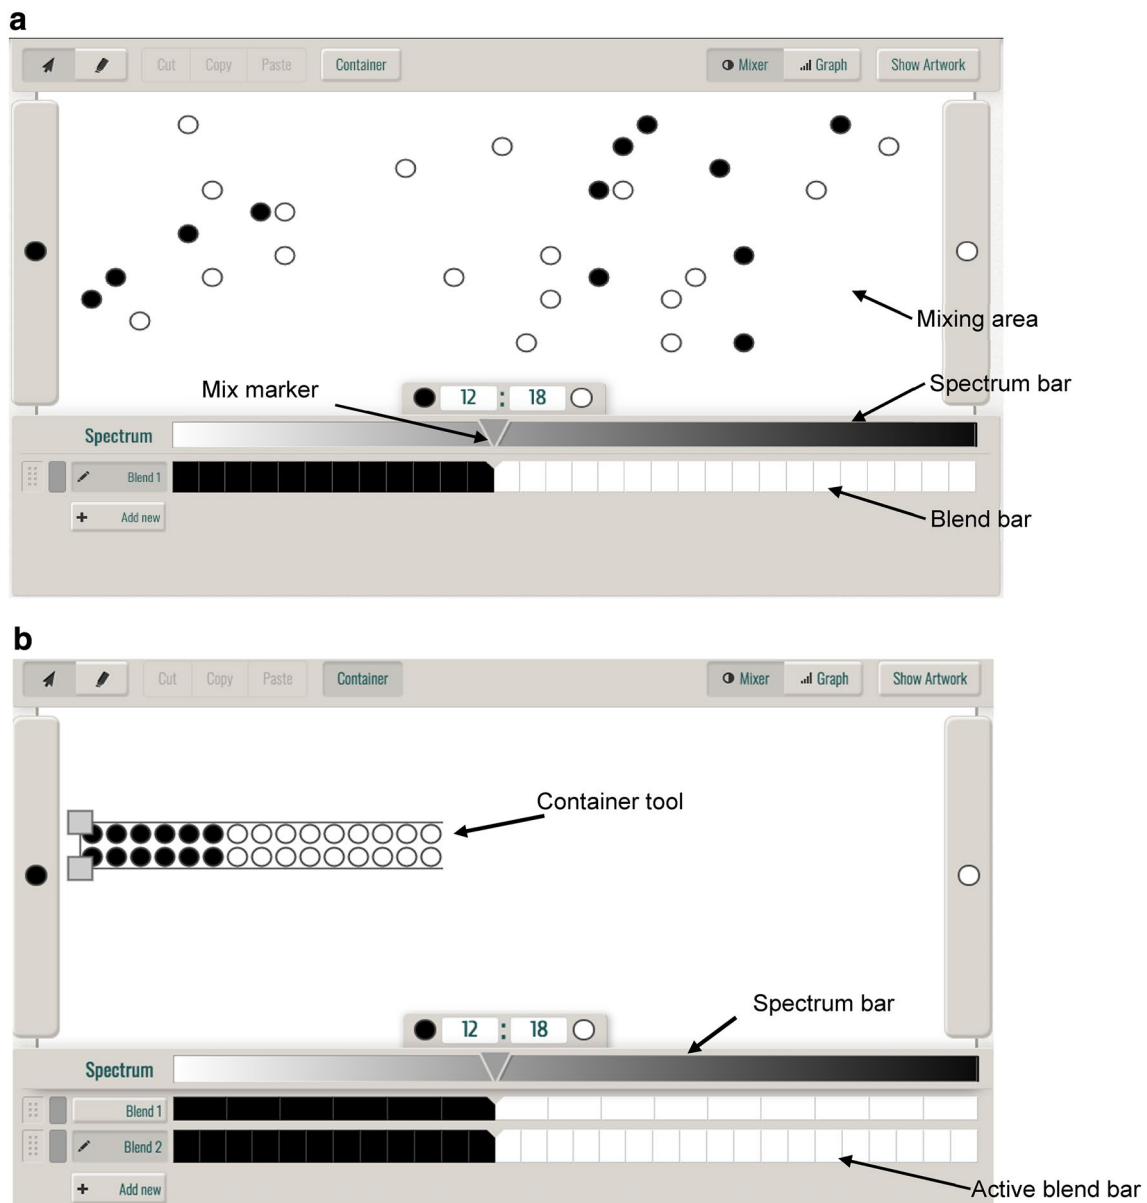 a
Cut Copy Paste Container Mixer Graph Show Artwork
Mixing area
Spectrum bar
Mix marker
12 : 18
Spectrum
Blend 1
Blend bar
+ Add new
b
Cut Copy Paste Container Mixer Graph Show Artwork
Container tool
Spectrum bar
12 : 18
Spectrum
Blend 1
Blend 2
Active blend bar
+ Add new